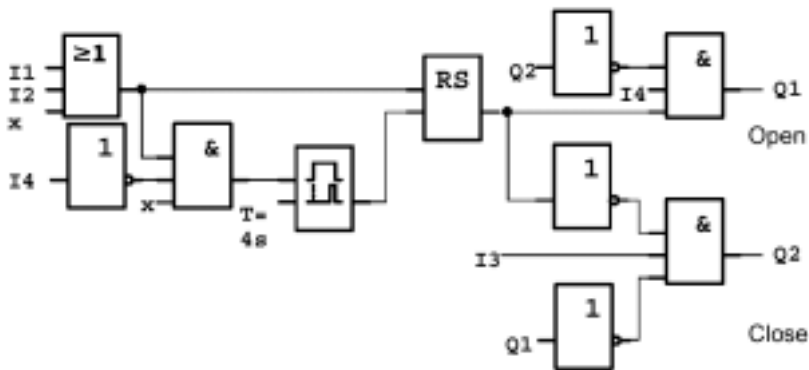 ≥1
I1
I2
x
1
I4
&
x
T=
4s
RS
1
Q2
I4
&
Q1
Open
1
I3
&
Q2
1
Q1
Close